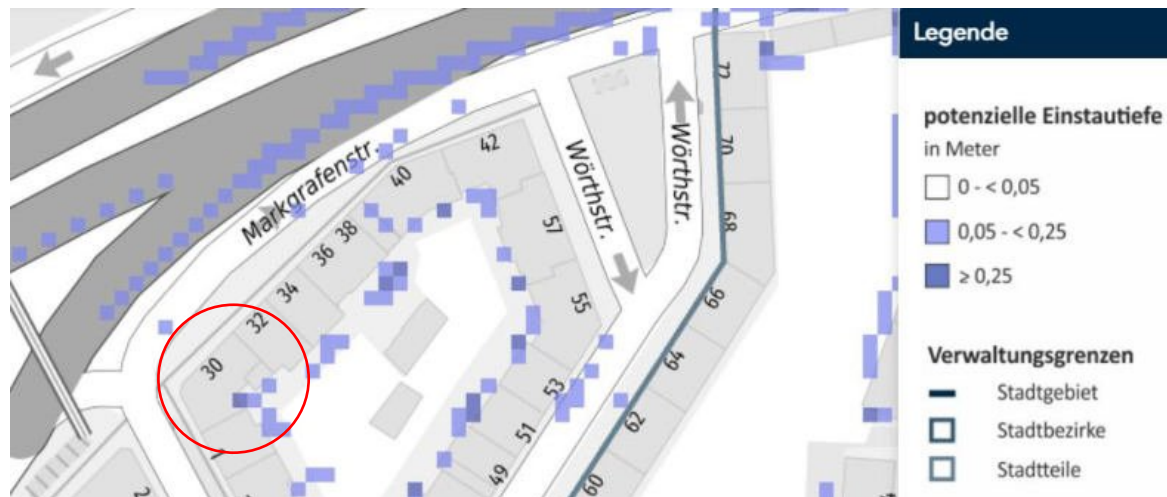 Markgrafenstr.
Wörthstr.
Wörthstr.
42
40
38
36
34
32
30
57
55
53
51
49
72
70
68
66
64
62
60
1
2
Legende
potenzielle Einstautiefe
in Meter
0 - < 0,05
0,05 - < 0,25
≥ 0,25
Verwaltungsgrenzen
Stadtgebiet
Stadtbezirke
Stadtteile